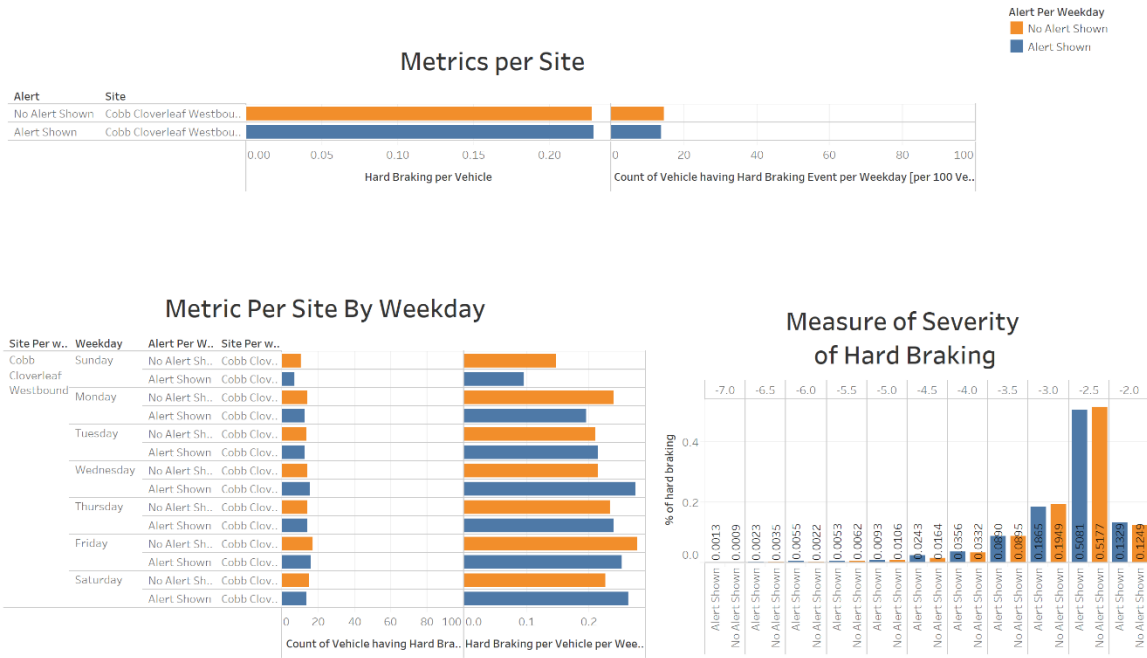 Alert Per Weekday
No Alert Shown
Alert Shown
Metrics per Site
Alert Site
No Alert Shown Cobb Cloverleaf Westbou..
Alert Shown Cobb Cloverleaf Westbou..
0.00 0.05 0.10 0.15 0.20 0 20 40 60 80 100
Hard Braking per Vehicle Count of Vehicle having Hard Braking Event per Weekday [per 100 Ve..
Metric Per Site By Weekday
Site Per w.. Weekday Alert Per W.. Site Per w..
Cobb Cloverleaf Westbound
Sunday No Alert Sh.. Cobb Clov..
Alert Shown Cobb Clov..
Monday No Alert Sh.. Cobb Clov..
Alert Shown Cobb Clov..
Tuesday No Alert Sh.. Cobb Clov..
Alert Shown Cobb Clov..
Wednesday No Alert Sh.. Cobb Clov..
Alert Shown Cobb Clov..
Thursday No Alert Sh.. Cobb Clov..
Alert Shown Cobb Clov..
Friday No Alert Sh.. Cobb Clov..
Alert Shown Cobb Clov..
Saturday No Alert Sh.. Cobb Clov..
Alert Shown Cobb Clov..
0 20 40 60 80 100 0.0 0.1 0.2
Count of Vehicle having Hard Bra.. Hard Braking per Vehicle per Wee..
Measure of Severity
of Hard Braking
-7.0 -6.5 -6.0 -5.5 -5.0 -4.5 -4.0 -3.5 -3.0 -2.5 -2.0
% of hard braking
0.4
0.2
0.0
0.0013 0.0009 0.0023 0.0035 0.0055 0.0022 0.0053 0.0062 0.0093 0.0106 0.0243 0.0164 0.0356 0.0332 0.0890 0.0895 0.1865 0.1949 0.5081 0.5177 0.1329 0.1249
Alert Shown No Alert Shown Alert Shown No Alert Shown Alert Shown No Alert Shown Alert Shown No Alert Shown Alert Shown No Alert Shown Alert Shown No Alert Shown Alert Shown No Alert Shown Alert Shown No Alert Shown Alert Shown No Alert Shown Alert Shown No Alert Shown Alert Shown No Alert Shown